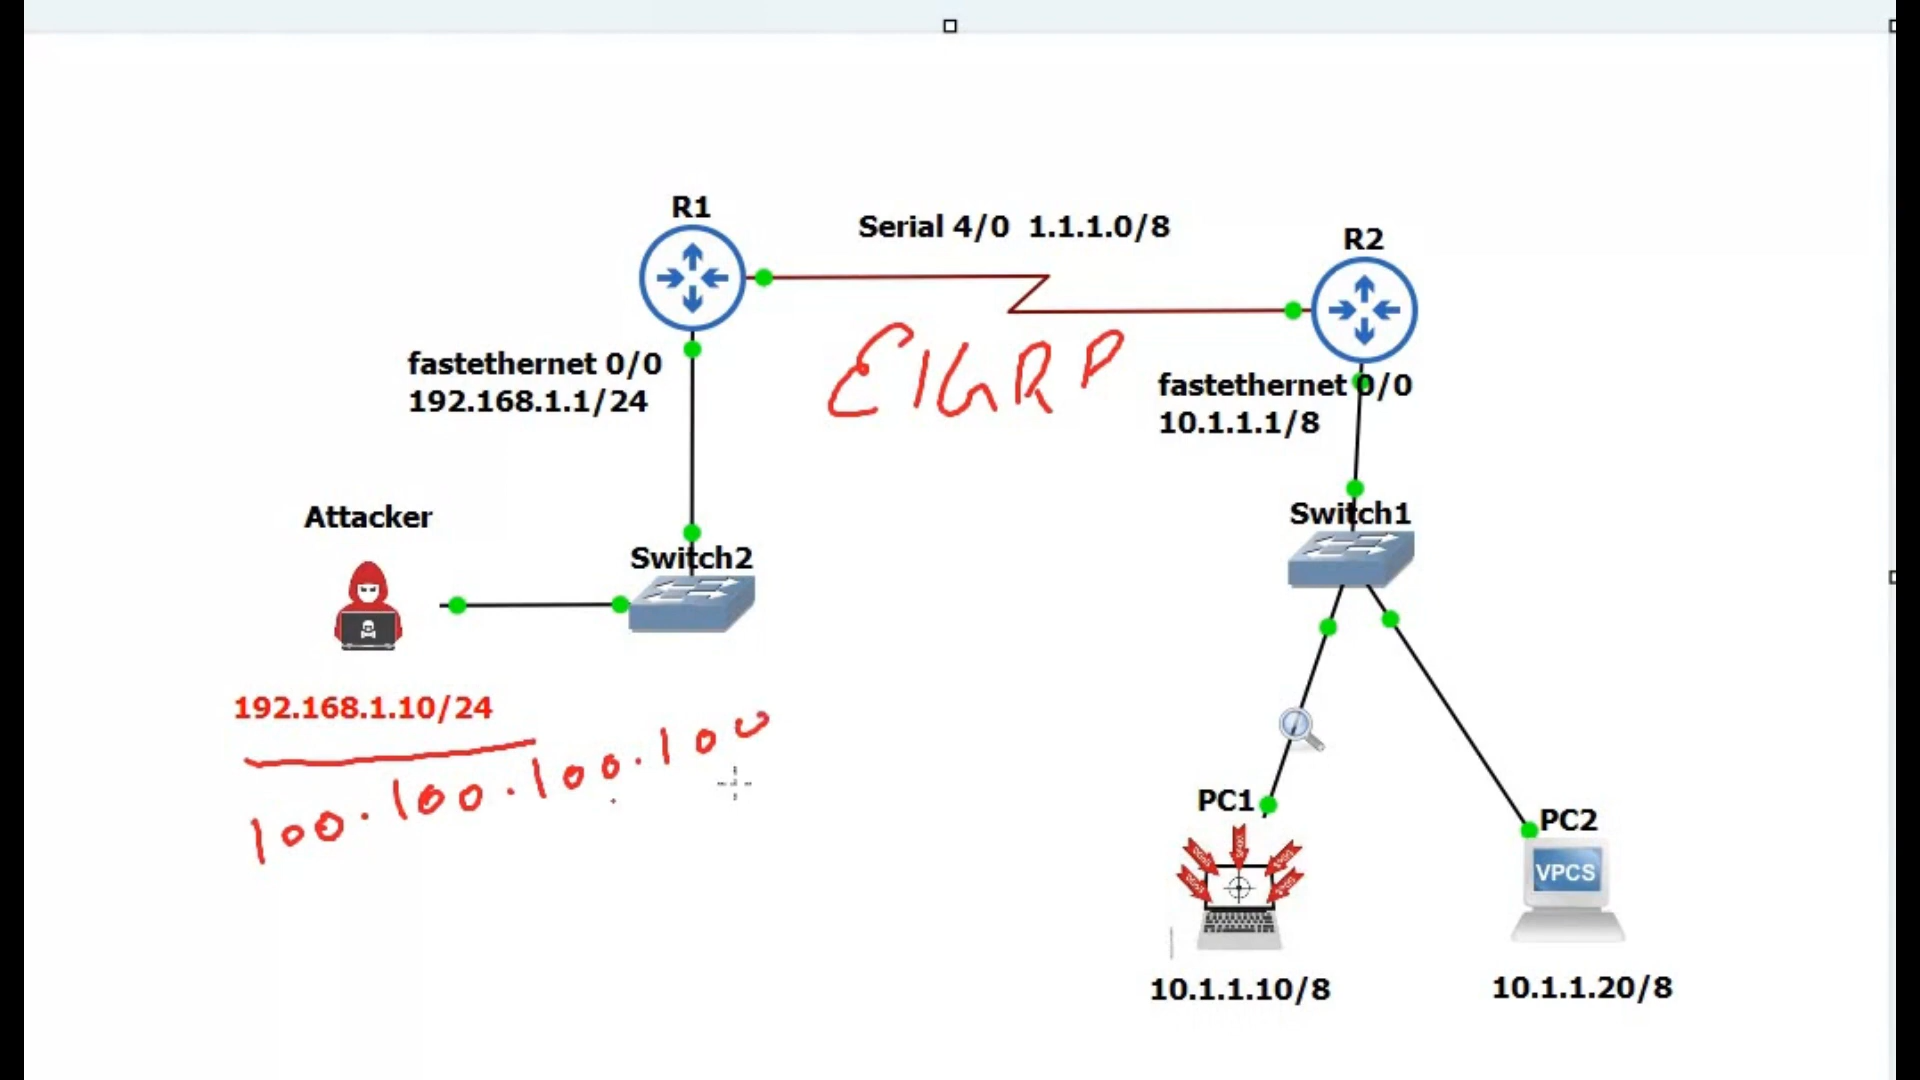 R1
Serial 4/0 1.1.1.0/8
R2
fastethernet 0/0
192.168.1.1/24
EIGRP
fastethernet 0/0
10.1.1.1/8
Attacker
Switch2
Switch1
192.168.1.10/24
100.100.100.100
PC1
PC2
VPCS
10.1.1.10/8
10.1.1.20/8